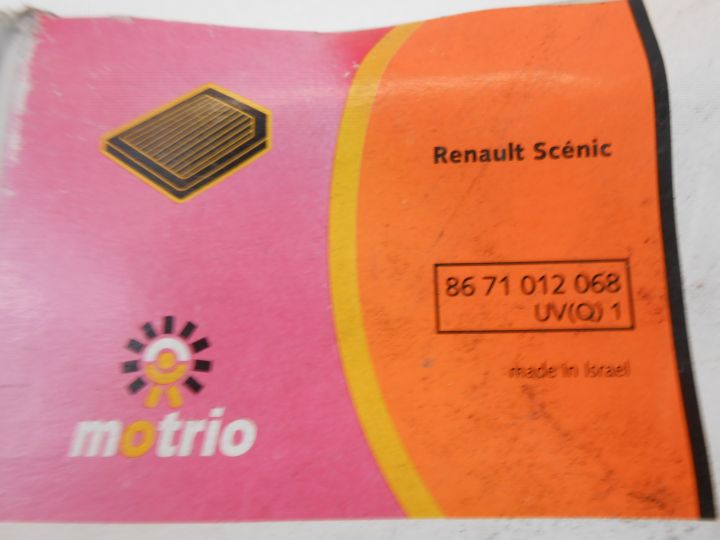 Renault Scénic
86 71 012 068
UV(Q) 1
made in Israel
motrio